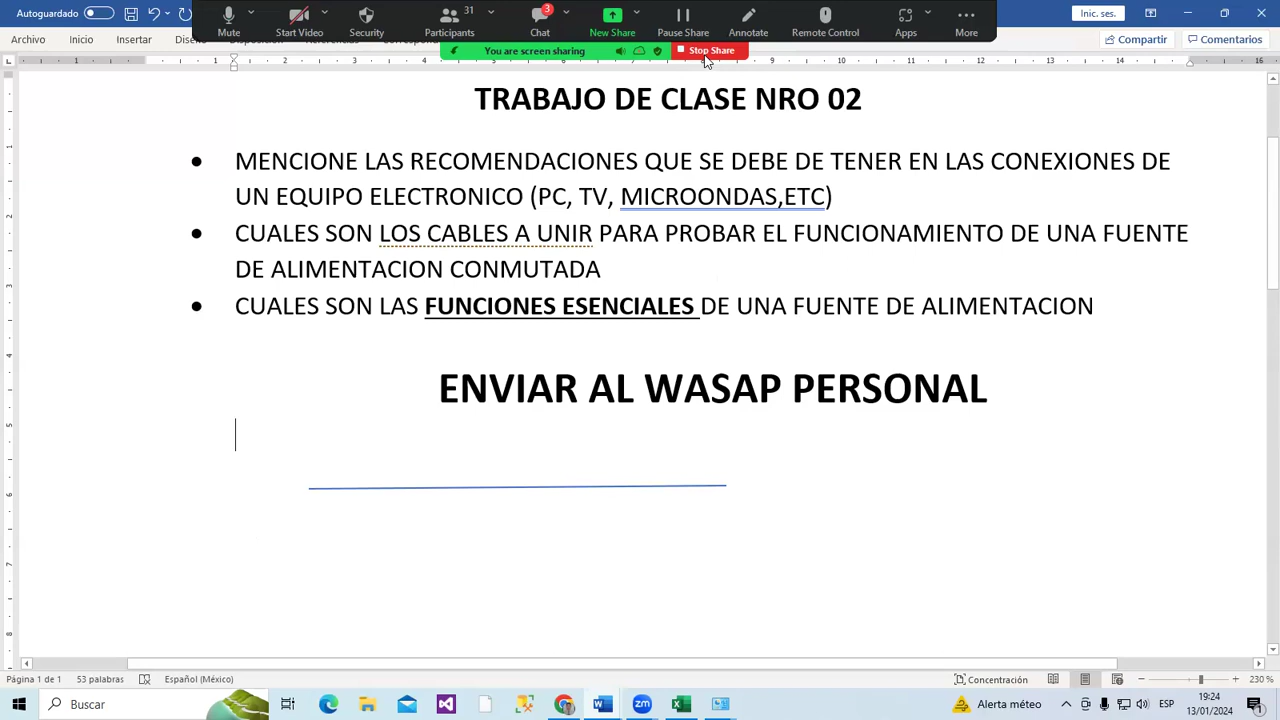 Autoguardado
31
3
Inic. ses.
Mute
Start Video
Security
Participants
Chat
New Share
Pause Share
Annotate
Remote Control
Apps
More
Archivo
Inicio
Insertar
Compartir
Comentarios
You are screen sharing
Stop Share
TRABAJO DE CLASE NRO 02
• MENCIONE LAS RECOMENDACIONES QUE SE DEBE DE TENER EN LAS CONEXIONES DE
UN EQUIPO ELECTRONICO (PC, TV, MICROONDAS,ETC)
• CUALES SON LOS CABLES A UNIR PARA PROBAR EL FUNCIONAMIENTO DE UNA FUENTE
DE ALIMENTACION CONMUTADA
• CUALES SON LAS FUNCIONES ESENCIALES DE UNA FUENTE DE ALIMENTACION
ENVIAR AL WASAP PERSONAL
Página 1 de 1
53 palabras
Español (México)
Concentración
230 %
Buscar
Alerta méteo
ESP
19:24
13/01/2024